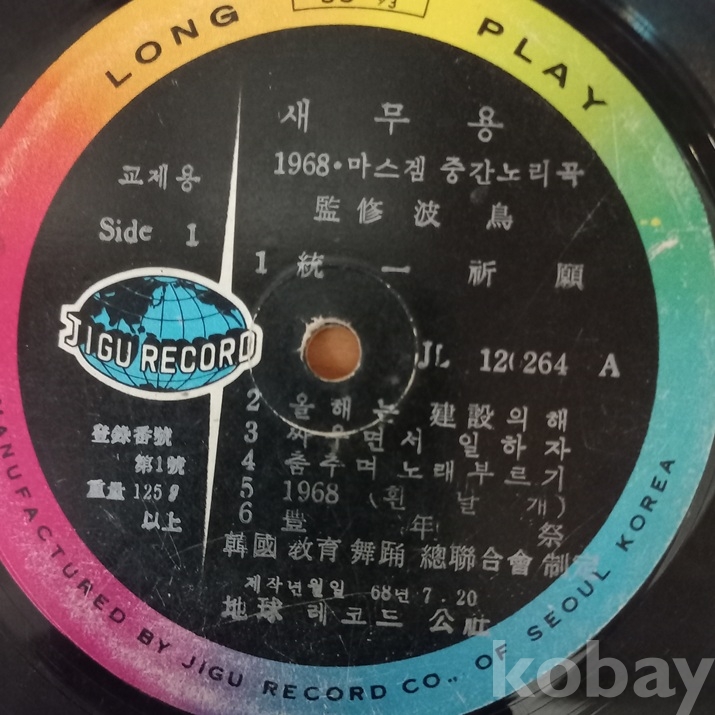 LONG PLAY
새 무 용
교제용
1968·마스겜 중간노리곡
監修 波鳥
Side 1
1 統一祈願
JIGU RECORD
JL 264 A
2 올해는 建設의해
3 싸우면서 일하자
4 춤추며 노래부르기
5 1968 (흰날개)
6 豊年祭
登錄番號
第1號
重量 125g
以上
韓國 敎育 舞踊 總聯合會 制定
제작년월일 68년 7.20
地球 레코드 公社
MANUFACTURED BY JIGU RECORD CO., OF SEOUL KOREA
kobay